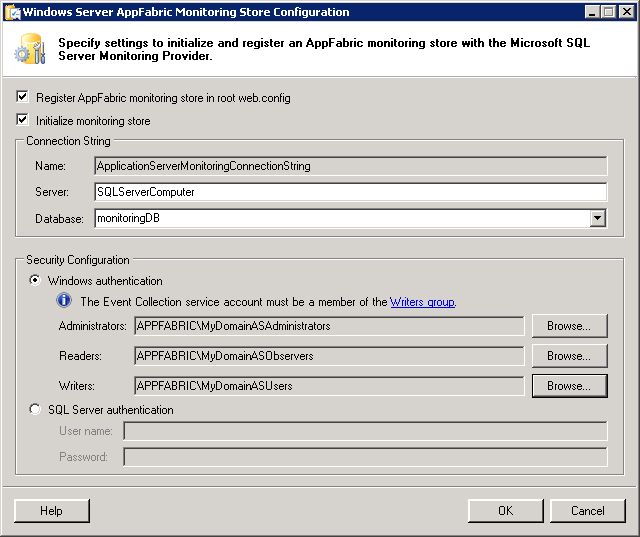 Windows Server AppFabric Monitoring Store Configuration
Specify settings to initialize and register an AppFabric monitoring store with the Microsoft SQL
Server Monitoring Provider.
Register AppFabric monitoring store in root web.config
Initialize monitoring store
Connection String
Name: ApplicationServerMonitoringConnectionString
Server: SQLServerComputer
Database: monitoringDB
Security Configuration
Windows authentication
The Event Collection service account must be a member of the Writers group.
Administrators: APPFABRIC\MyDomainASAdministrators Browse...
Readers: APPFABRIC\MyDomainASObservers Browse...
Writers: APPFABRIC\MyDomainASUsers Browse...
SQL Server authentication
User name:
Password:
Help OK Cancel